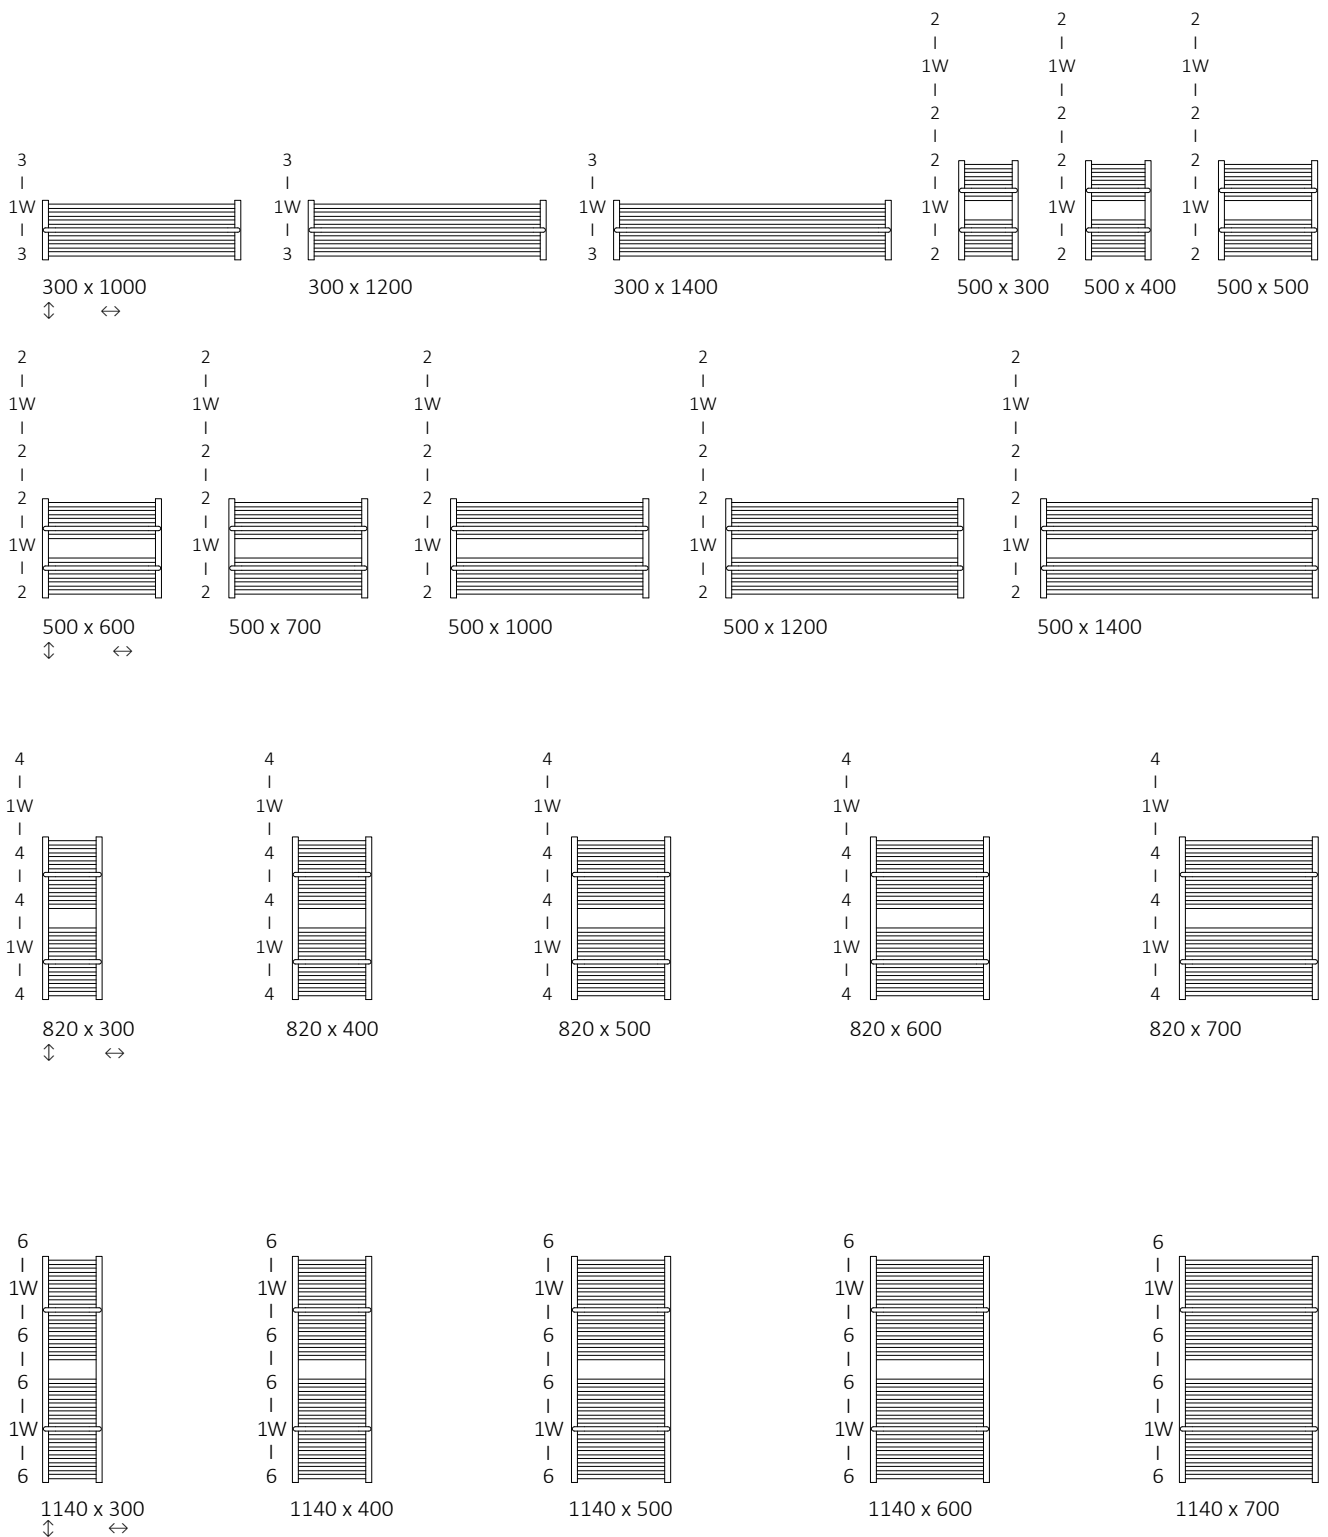 2 2 2
| | |
1W 1W 1W
| | |
2 2 2
| | |
3 3 3 2 2 2
| | |
1W 1W 1W 1W 1W 1W
| | | | | |
3 3 3 2 2 2
300 x 1000 300 x 1200 300 x 1400 500 x 300 500 x 400 500 x 500
↕ ↔
2 2 2 2 2
| | | | |
1W 1W 1W 1W 1W
| | | | |
2 2 2 2 2
| | | | |
2 2 2 2 2
| | | | |
1W 1W 1W 1W 1W
| | | | |
2 2 2 2 2
500 x 600 500 x 700 500 x 1000 500 x 1200 500 x 1400
↕ ↔
4 4 4 4 4
| | | | |
1W 1W 1W 1W 1W
| | | | |
4 4 4 4 4
| | | | |
4 4 4 4 4
| | | | |
1W 1W 1W 1W 1W
| | | | |
4 4 4 4 4
820 x 300 820 x 400 820 x 500 820 x 600 820 x 700
↕ ↔
6 6 6 6 6
| | | | |
1W 1W 1W 1W 1W
| | | | |
6 6 6 6 6
| | | | |
6 6 6 6 6
| | | | |
1W 1W 1W 1W 1W
| | | | |
6 6 6 6 6
1140 x 300 1140 x 400 1140 x 500 1140 x 600 1140 x 700
↕ ↔